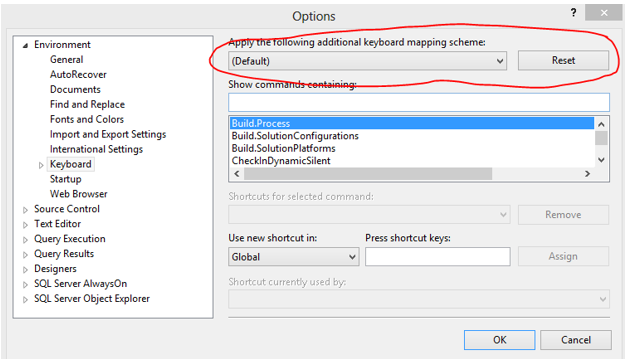 Options
?
Environment
General
AutoRecover
Documents
Find and Replace
Fonts and Colors
Import and Export Settings
International Settings
Keyboard
Startup
Web Browser
Source Control
Text Editor
Query Execution
Query Results
Designers
SQL Server AlwaysOn
SQL Server Object Explorer
Apply the following additional keyboard mapping scheme:
(Default)
Reset
Show commands containing:
Build.Process
Build.SolutionConfigurations
Build.SolutionPlatforms
CheckInDynamicSilent
Shortcuts for selected command:
Remove
Use new shortcut in: Press shortcut keys:
Global
Assign
Shortcut currently used by:
OK Cancel